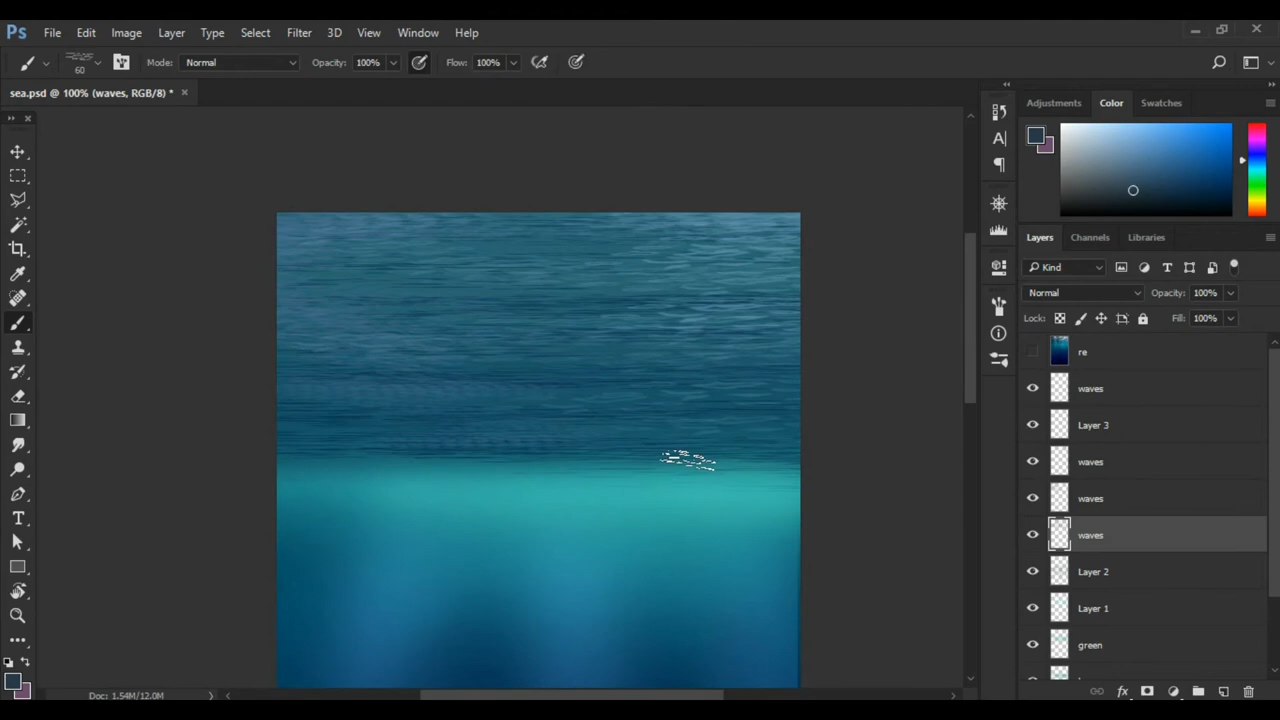 Ps File Edit Image Layer Type Select Filter 3D View Window Help
60 Mode: Normal Opacity: 100% Flow: 100%
sea.psd @ 100% (waves, RGB/8) *
Adjustments Color Swatches
Layers Channels Libraries
Kind
Normal Opacity: 100%
Lock: Fill: 100%
re
waves
Layer 3
waves
waves
waves
Layer 2
Layer 1
green
Doc: 1.54M/12.0M